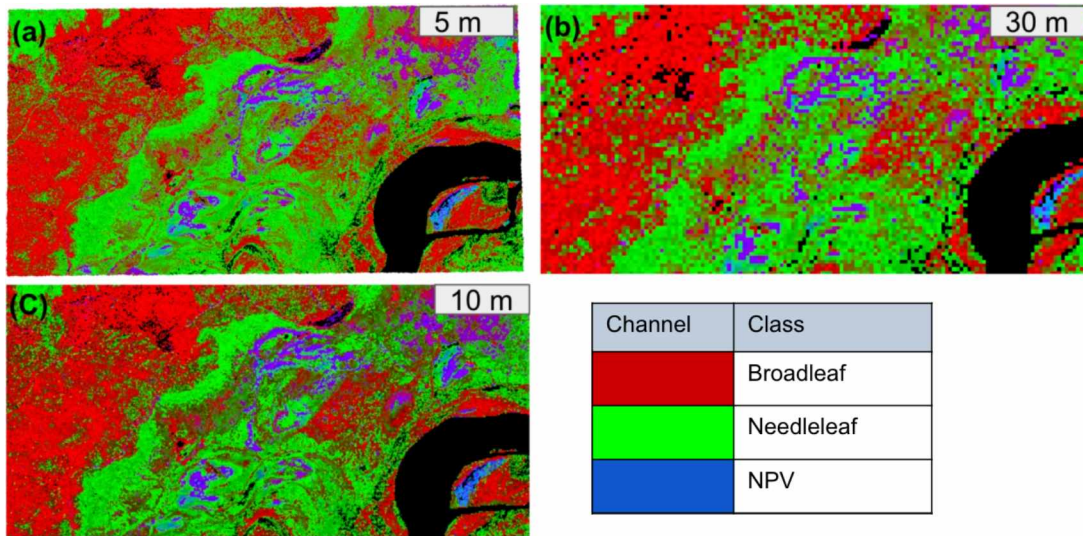 (a)
5 m
(b)
30 m
(C)
10 m
Channel Class
Broadleaf
Needleleaf
NPV